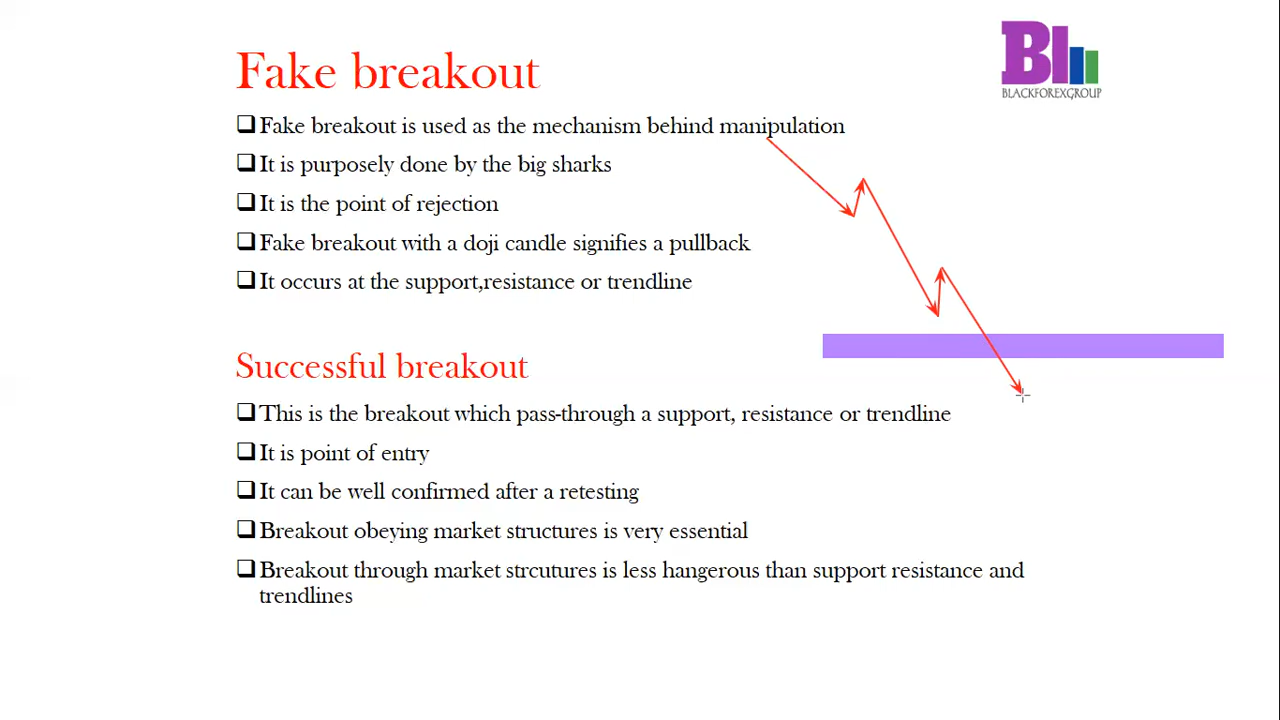 Bl
BLACKFOREXGROUP
Fake breakout
Fake breakout is used as the mechanism behind manipulation
It is purposely done by the big sharks
It is the point of rejection
Fake breakout with a doji candle signifies a pullback
It occurs at the support,resistance or trendline
Successful breakout
This is the breakout which pass-through a support, resistance or trendline
It is point of entry
It can be well confirmed after a retesting
Breakout obeying market structures is very essential
Breakout through market strcutures is less hangerous than support resistance and
trendlines